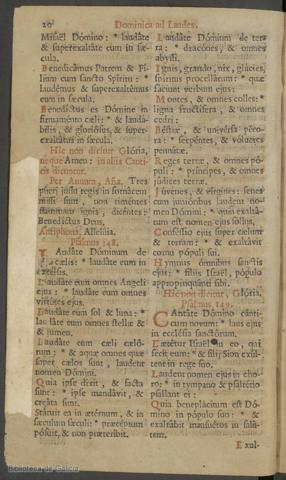 20 Dominica ad Laudes.
Misaël Dómino: * laudáte
& superexaltáte eum in sæ-
cula.
Benedicámus Patrem & Fí-
lium cum sancto Spíritu: *
laudémus & superexaltémus
eum in sæcula.
Benedíctus es Dómine in
firmaménto cæli: * & laudá-
bilis, & gloriósus, & super-
exaltátus in sæcula.
Hic non dicitur Glória,
neque Amen: in aliis Canti-
cis dicuntur.
Per Annum, Aña. Tres
púeri jussu regis in fornácem
missi sunt, non timéntes
flammam ignis, dicéntes:
Benedíctus Deus,
Antiphona. Allelúia.
Psalmus 148.
Laudáte Dóminum de
cælis: * laudáte eum in
excélsis.
Laudáte eum omnes Angeli
ejus: * laudáte eum omnes
virtútes ejus.
Laudáte eum sol & luna: *
laudáte eum omnes stellæ &
& lumen.
Laudáte eum cæli cæló-
rum: * & aquæ omnes quæ
super cælos sunt, laudent
nomen Dómini.
Quia ipse dixit, & facta
sunt: * ipse mandávit, &
creáta sunt.
Státuit ea in ætérnum, & in
sæculum sæculi: * præcéptum
pósuit, & non præteríbit.
Laudáte Dóminum de ter-
ra: * dracónes, & omnes
abyssi.
Ignis, grando, nix, glácies,
spíritus procellárum: * quæ
fáciunt verbum ejus:
Montes, & omnes colles: *
ligna fructífera, & omnes
cedri:
Béstiæ, & univérsa péco-
ra: * serpéntes, & vólucres
pennátæ:
Reges terræ, & omnes pó-
puli: * príncipes, & omnes
júdices terræ.
Júvenes, & vírgines: senes
cum junióribus laudent no-
men Dómini: * quia exaltá-
tum est nomen ejus solíus.
Conféssio ejus super cælum
& terram: * & exaltávit
cornu pópuli sui.
Hymnus ómnibus sanctis
ejus: * fíliis Israël, pópulo
appropinquánti sibi.
Hic non dicitur, Glória.
Psalmus 149.
Cantáte Dómino cánti-
cum novum: * laus ejus
in ecclésia sanctórum.
Lætétur Israël in eo, qui
fecit eum: * & fílii Sion exúl-
tent in rege suo.
Laudent nomen ejus in cho-
ro: * in tympano & psaltério
psallant ei:
Quia beneplácitum est Dó-
mino in pópulo suo: * &
exaltábit mansuétos in salú-
tem.
Exul-
Biblioteca de Galicia